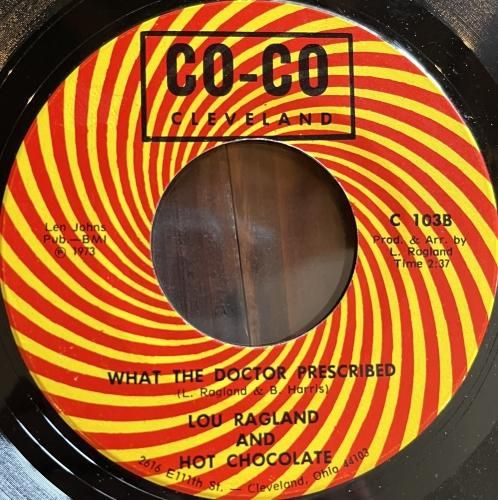 CO-CO
CLEVELAND
Len Johns
Pub.—BMI
℗ 1973
C 103B
Prod. & Arr. by
L. Ragland
Time 2:37
WHAT THE DOCTOR PRESCRIBED
(L. Ragland & B. Harris)
LOU RAGLAND
AND
HOT CHOCOLATE
2616 E111th St. — Cleveland, Ohio 44103